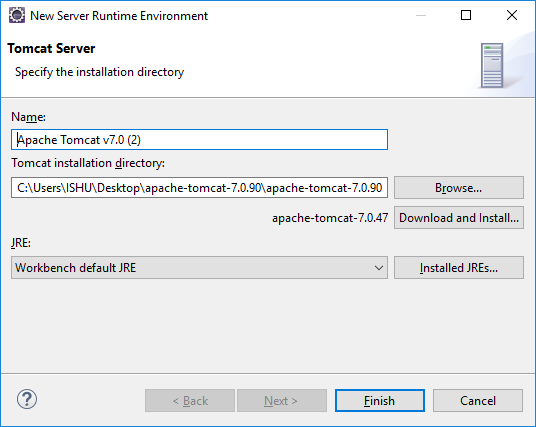 New Server Runtime Environment
Tomcat Server
Specify the installation directory
Name:
Apache Tomcat v7.0 (2)
Tomcat installation directory:
C:\Users\ISHU\Desktop\apache-tomcat-7.0.90\apache-tomcat-7.0.90 Browse...
apache-tomcat-7.0.47 Download and Install...
JRE:
Workbench default JRE Installed JREs...
? < Back Next > Finish Cancel